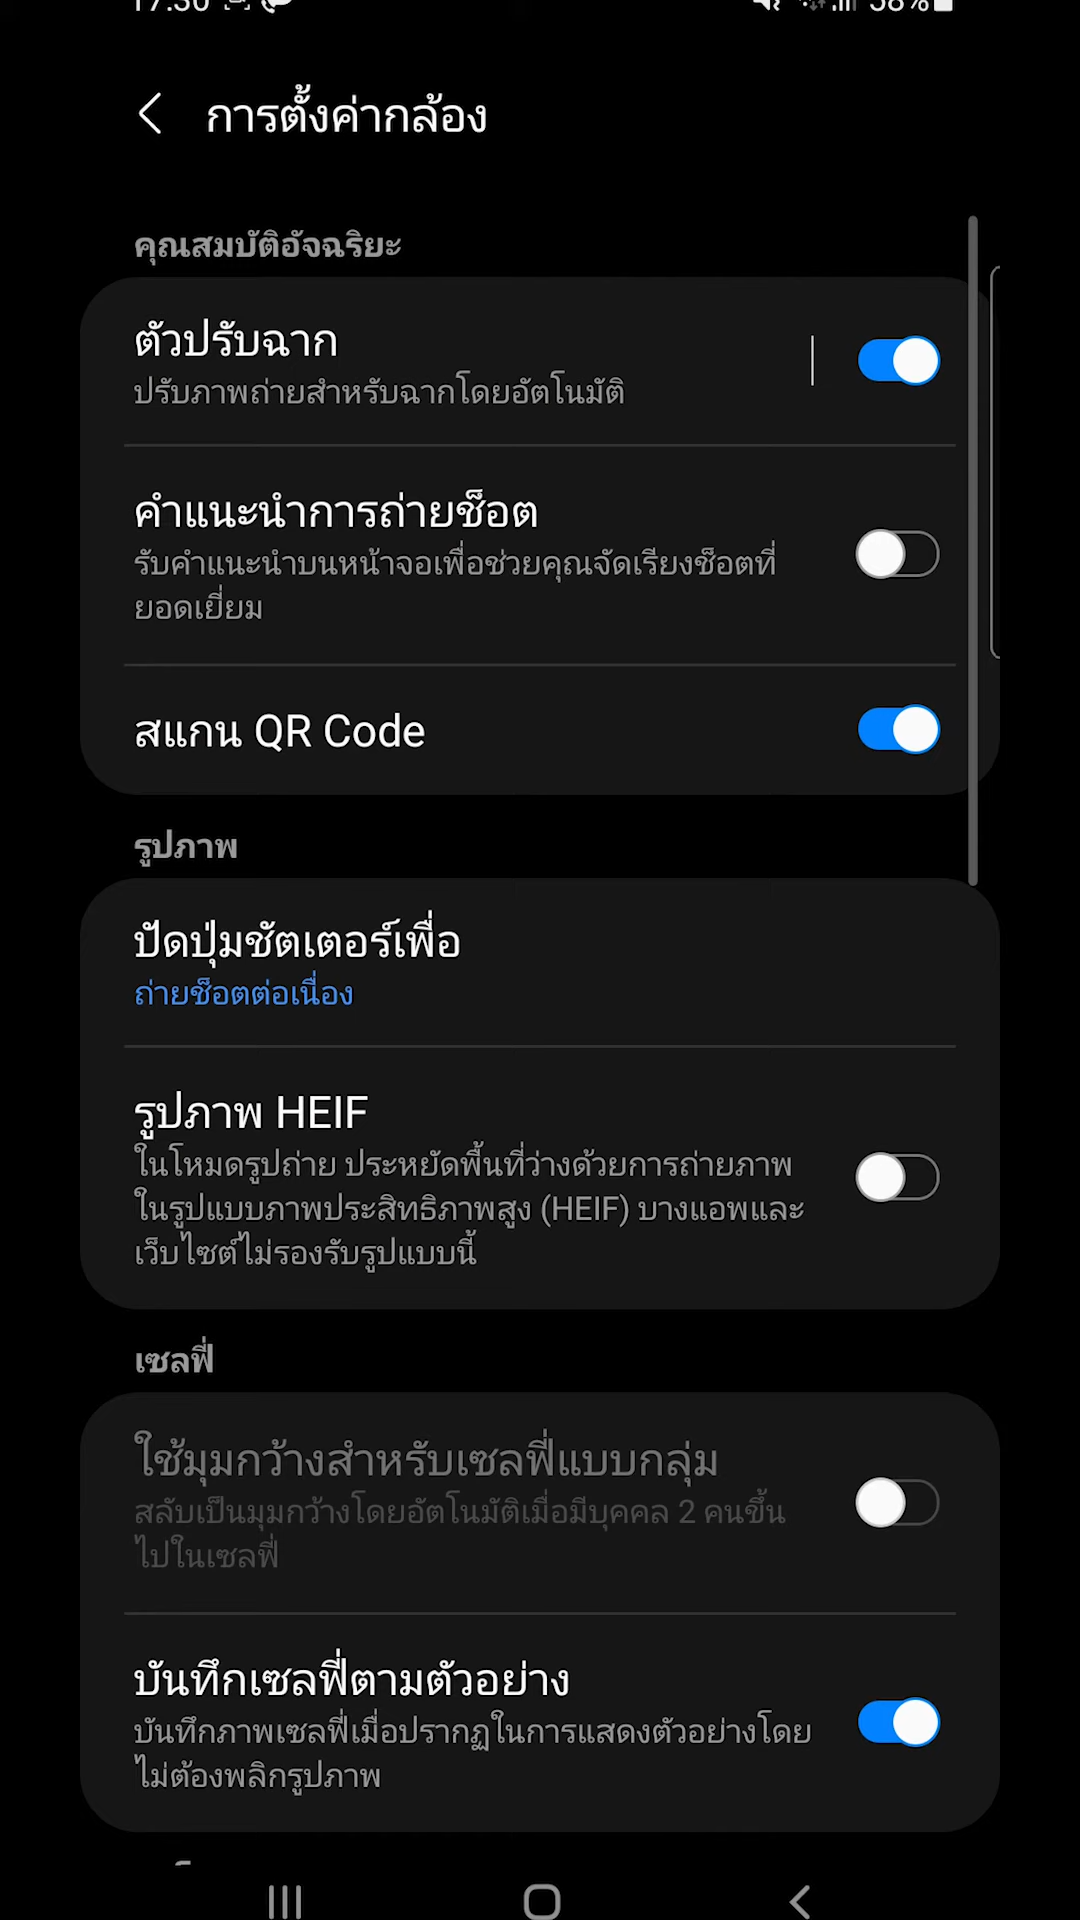 17:30 58%
การตั้งค่ากล้อง
คุณสมบัติอัจฉริยะ
ตัวปรับฉาก
ปรับภาพถ่ายสำหรับฉากโดยอัตโนมัติ
คำแนะนำการถ่ายช็อต
รับคำแนะนำบนหน้าจอเพื่อช่วยคุณจัดเรียงช็อตที่
ยอดเยี่ยม
สแกน QR Code
รูปภาพ
ปัดปุ่มชัตเตอร์เพื่อ
ถ่ายช็อตต่อเนื่อง
รูปภาพ HEIF
ในโหมดรูปถ่าย ประหยัดพื้นที่ว่างด้วยการถ่ายภาพ
ในรูปแบบภาพประสิทธิภาพสูง (HEIF) บางแอพและ
เว็บไซต์ไม่รองรับรูปแบบนี้
เซลฟี่
ใช้มุมกว้างสำหรับเซลฟี่แบบกลุ่ม
สลับเป็นมุมกว้างโดยอัตโนมัติเมื่อมีบุคคล 2 คนขึ้น
ไปในเซลฟี่
บันทึกเซลฟี่ตามตัวอย่าง
บันทึกภาพเซลฟี่เมื่อปรากฏในการแสดงตัวอย่างโดย
ไม่ต้องพลิกรูปภาพ